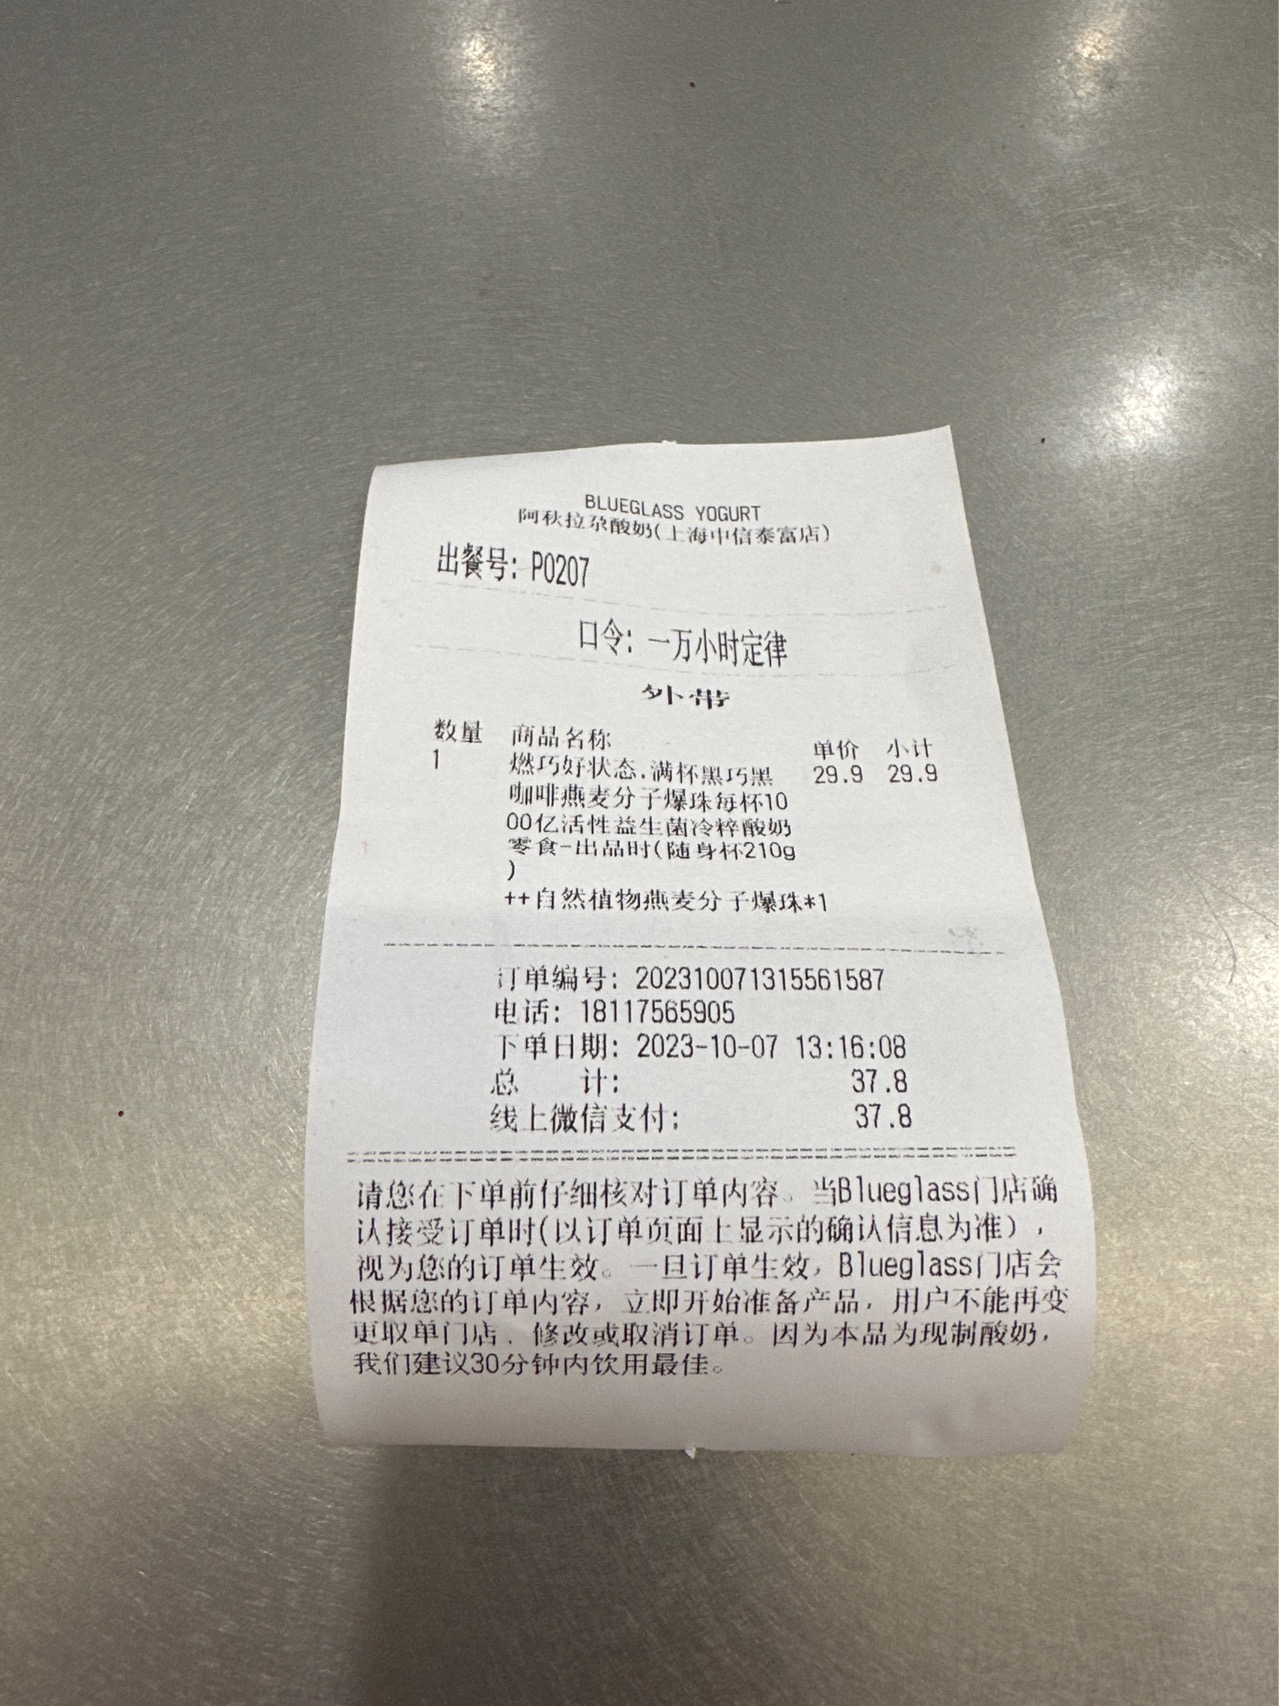 BLUEGLASS YOGURT
阿秋拉尕酸奶(上海中信泰富店)
出餐号: P0207
口令: 一万小时定律
外带
数量 商品名称 单价 小计
1 燃巧好状态.满杯黑巧黑 29.9 29.9
咖啡燕麦分子爆珠每杯10
00亿活性益生菌冷粹酸奶
零食-出品时(随身杯210g
)
++自然植物燕麦分子爆珠*1
订单编号: 202310071315561587
电话: 18117565905
下单日期: 2023-10-07 13:16:08
总 计: 37.8
线上微信支付: 37.8
请您在下单前仔细核对订单内容。当Blueglass门店确
认接受订单时(以订单页面上显示的确认信息为准),
视为您的订单生效。一旦订单生效, Blueglass门店会
根据您的订单内容, 立即开始准备产品, 用户不能再变
更取单门店、修改或取消订单。因为本品为现制酸奶,
我们建议30分钟内饮用最佳。